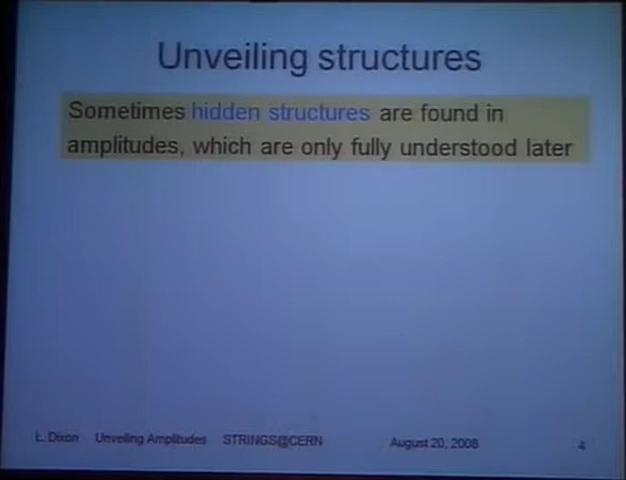 Unveiling structures
Sometimes hidden structures are found in
amplitudes, which are only fully understood later
L. Dixon Unveiling Amplitudes STRINGS@CERN August 20, 2008 4